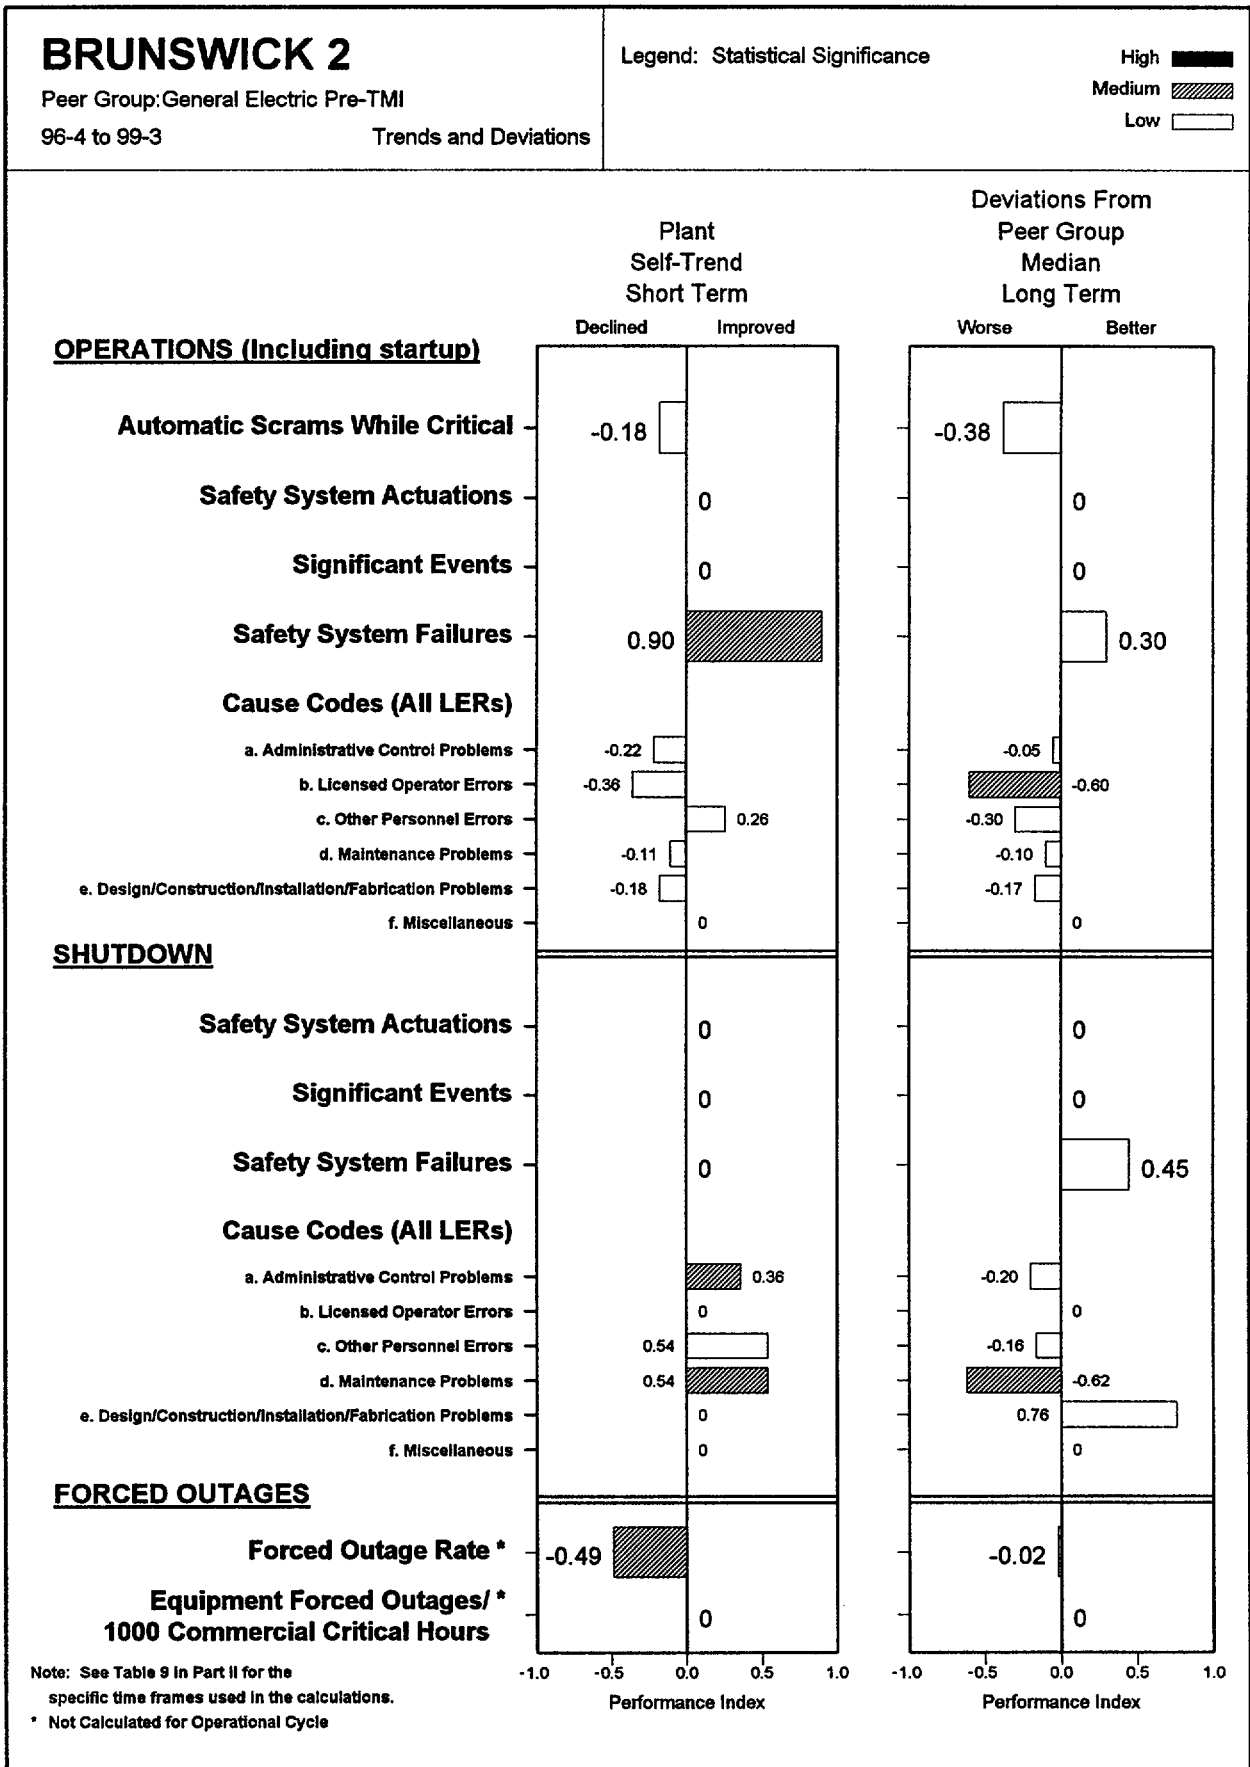 BRUNSWICK 2
Peer Group:General Electric Pre-TMI
96-4 to 99-3 Trends and Deviations
Legend: Statistical Significance
High
Medium
Low
Plant
Self-Trend
Short Term
Deviations From
Peer Group
Median
Long Term
Declined Improved
Worse Better
OPERATIONS (Including startup)
Automatic Scrams While Critical -0.18 -0.38
Safety System Actuations 0 0
Significant Events 0 0
Safety System Failures 0.90 0.30
Cause Codes (All LERs)
a. Administrative Control Problems -0.22 -0.05
b. Licensed Operator Errors -0.36 -0.60
c. Other Personnel Errors 0.26 -0.30
d. Maintenance Problems -0.11 -0.10
e. Design/Construction/Installation/Fabrication Problems -0.18 -0.17
f. Miscellaneous 0 0
SHUTDOWN
Safety System Actuations 0 0
Significant Events 0 0
Safety System Failures 0 0.45
Cause Codes (All LERs)
a. Administrative Control Problems 0.36 -0.20
b. Licensed Operator Errors 0 0
c. Other Personnel Errors 0.54 -0.16
d. Maintenance Problems 0.54 -0.62
e. Design/Construction/Installation/Fabrication Problems 0 0.76
f. Miscellaneous 0 0
FORCED OUTAGES
Forced Outage Rate * -0.49 -0.02
Equipment Forced Outages/ *
1000 Commercial Critical Hours 0 0
-1.0 -0.5 0.0 0.5 1.0
Performance Index
-1.0 -0.5 0.0 0.5 1.0
Performance Index
Note: See Table 9 in Part II for the
specific time frames used in the calculations.
* Not Calculated for Operational Cycle